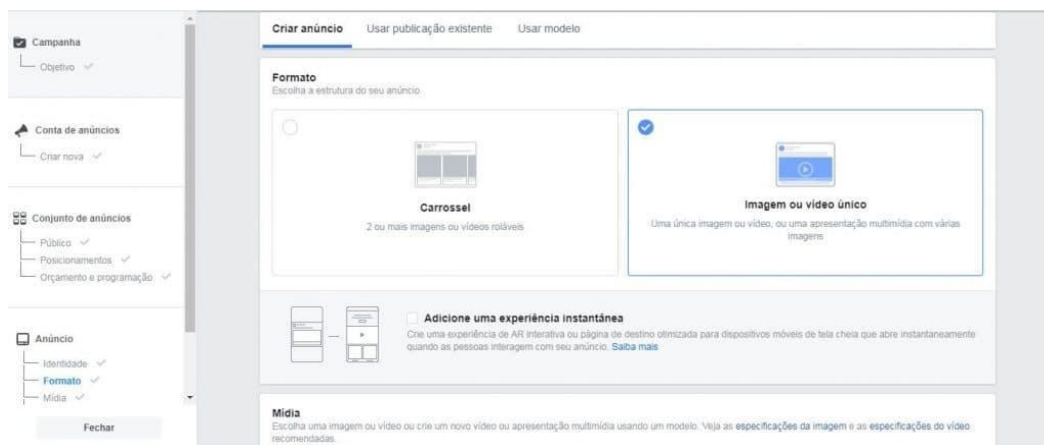 Campanha
Objetivo
Conta de anúncios
Criar nova
Conjunto de anúncios
Público
Posicionamentos
Orçamento e programação
Anúncio
Identidade
Formato
Mídia
Fechar
Criar anúncio Usar publicação existente Usar modelo
Formato
Escolha a estrutura do seu anúncio.
Carrossel
2 ou mais imagens ou vídeos roláveis
Imagem ou vídeo único
Uma única imagem ou vídeo, ou uma apresentação multimídia com várias
imagens
Adicione uma experiência instantânea
Crie uma experiência de AR interativa ou página de destino otimizada para dispositivos móveis de tela cheia que abre instantaneamente
quando as pessoas interagem com seu anúncio. Saiba mais
Mídia
Escolha uma imagem ou vídeo ou crie um novo vídeo ou apresentação multimídia usando um modelo. Veja as especificações da imagem e as especificações do vídeo
recomendadas.